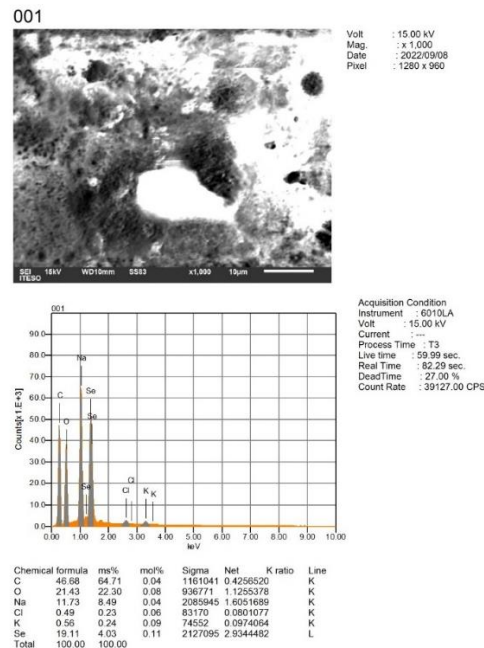 001
Volt : 15.00 kV
Mag. : x 1,000
Date : 2022/09/08
Pixel : 1280 x 960
SEI 15kV WD10mm SS83 x1,000 10µm
ITESO
Acquisition Condition
Instrument : 6010LA
Volt : 15.00 kV
Current : ---
Process Time : T3
Live time : 59.99 sec.
Real Time : 82.29 sec.
DeadTime : 27.00 %
Count Rate : 39127.00 CPS
001
Counts[x1.E+3]
90.0
80.0
70.0
60.0
50.0
40.0
30.0
20.0
10.0
0.0
Na
Se
C
Se
O
Se
Cl
Cl
K
K
0.00 1.00 2.00 3.00 4.00 5.00 6.00 7.00 8.00 9.00 10.00
keV
Chemical formula ms% mol% Sigma Net K ratio Line
C 46.68 64.71 0.04 1161041 0.4256520 K
O 21.43 22.30 0.08 936771 1.1255378 K
Na 11.73 8.49 0.04 2085945 1.6051689 K
Cl 0.49 0.23 0.06 83170 0.0801077 K
K 0.56 0.24 0.09 74552 0.0974064 K
Se 19.11 4.03 0.11 2127095 2.9344482 L
Total 100.00 100.00